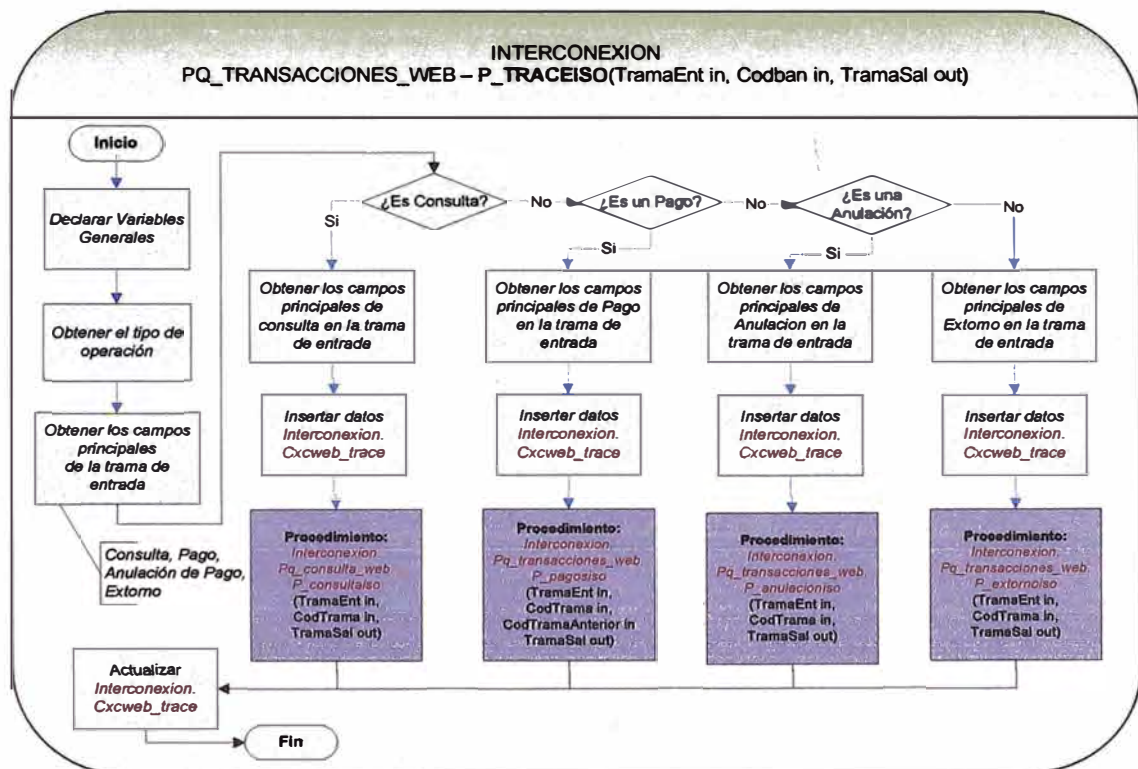 INTERCONEXION
PQ_TRANSACCIONES_WEB – P_TRACEISO(TramaEnt in, Codban in, TramaSal out)
Inicio
Declarar Variables
Generales
Obtener el tipo de
operación
Obtener los campos
principales
de la trama de
entrada
Consulta, Pago,
Anulación de Pago,
Extorno
¿Es Consulta?
No
¿Es un Pago?
No
¿Es una
Anulación?
No
Si
Si
Si
Obtener los campos
principales de
consulta en la trama
de entrada
Obtener los campos
principales de Pago
en la trama de
entrada
Obtener los campos
principales de
Anulacion en la
trama de entrada
Obtener los campos
principales de
Extorno en la trama
de entrada
Insertar datos
Interconexion.
Cxcweb_trace
Insertar datos
Interconexion.
Cxcweb_trace
Insertar datos
Interconexion.
Cxcweb_trace
Insertar datos
Interconexion.
Cxcweb_trace
Procedimiento:
Interconexion.
Pq_consulta_web.
P_consultaiso
(TramaEnt in,
CodTrama in,
TramaSal out)
Procedimiento:
Interconexion.
Pq_transacciones_web.
P_pagosiso
(TramaEnt in,
CodTrama in,
CodTramaAnterior in
TramaSal out)
Procedimiento:
Interconexion.
Pq_transacciones_web.
P_anulacioniso
(TramaEnt in,
CodTrama in,
TramaSal out)
Procedimiento:
Interconexion.
Pq_transacciones_web.
P_extornoiso
(TramaEnt in,
CodTrama in,
TramaSal out)
Actualizar
Interconexion.
Cxcweb_trace
Fin